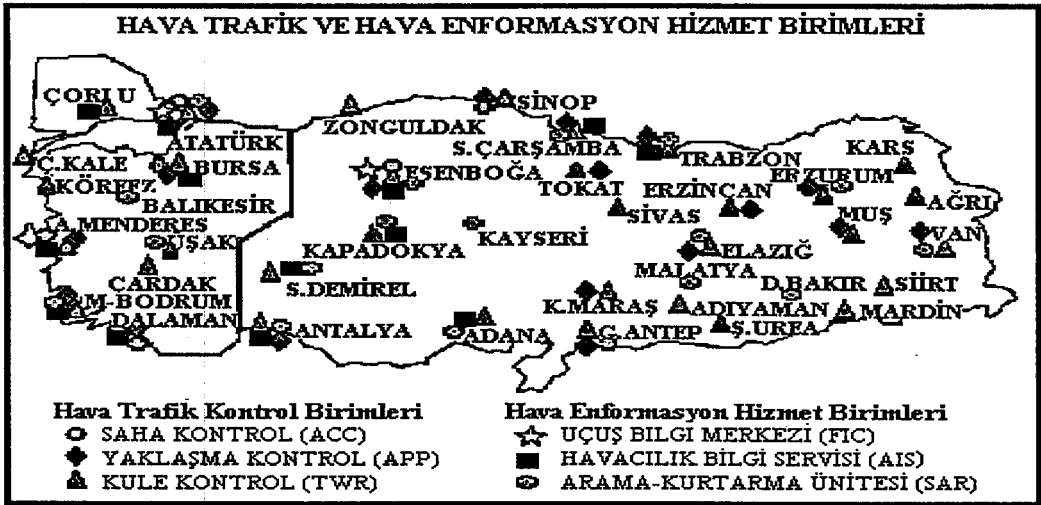 HAVA TRAFİK VE HAVA ENFORMASYON HİZMET BİRİMLERİ
ÇORLU
SİNOP
ZONGULDAK
ATATÜRK
S.ÇARŞAMBA
TRABZON
KARS
Ç.KALE
BURSA
ESENBOĞA
TOKAT
ERZİNCAN
ERZURUM
KÖRFEZ
BALIKESİR
SİVAS
MUŞ
AĞRI
A.MENDERES
UŞAK
KAPADOKYA
KAYSERİ
ELAZIĞ
VAN
ÇARDAK
S.DEMİREL
MALATYA
D.BAKIR
SİİRT
M-BODRUM
K.MARAŞ
ADIYAMAN
MARDİN
DALAMAN
ANTALYA
ADANA
G.ANTEP
Ş.URFA
Hava Trafik Kontrol Birimleri
SAHA KONTROL (ACC)
YAKLAŞMA KONTROL (APP)
KULE KONTROL (TWR)
Hava Enformasyon Hizmet Birimleri
UÇUŞ BILGI MERKEZİ (FIC)
HAVACILIK BİLGİ SERVİSİ (AIS)
ARAMA-KURTARMA ÜNİTESİ (SAR)